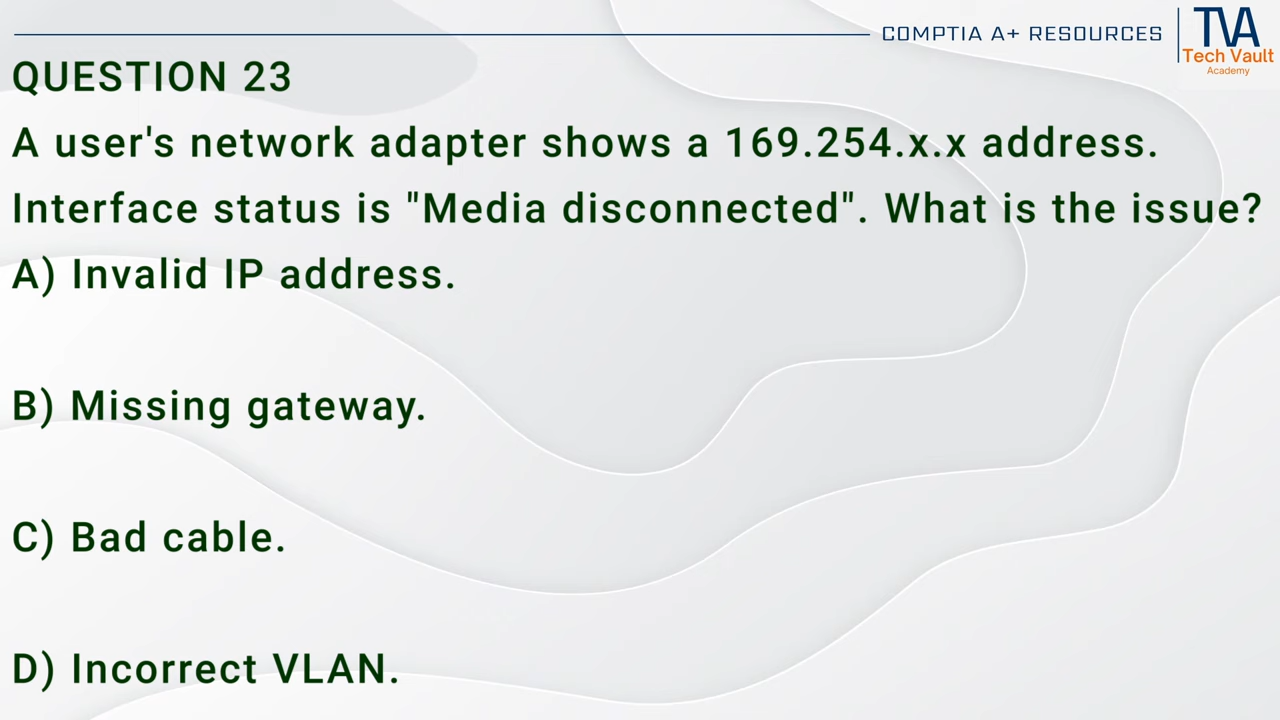 COMPTIA A+ RESOURCES
TVA
Tech Vault
Academy
QUESTION 23
A user's network adapter shows a 169.254.x.x address.
Interface status is "Media disconnected". What is the issue?
A) Invalid IP address.
B) Missing gateway.
C) Bad cable.
D) Incorrect VLAN.